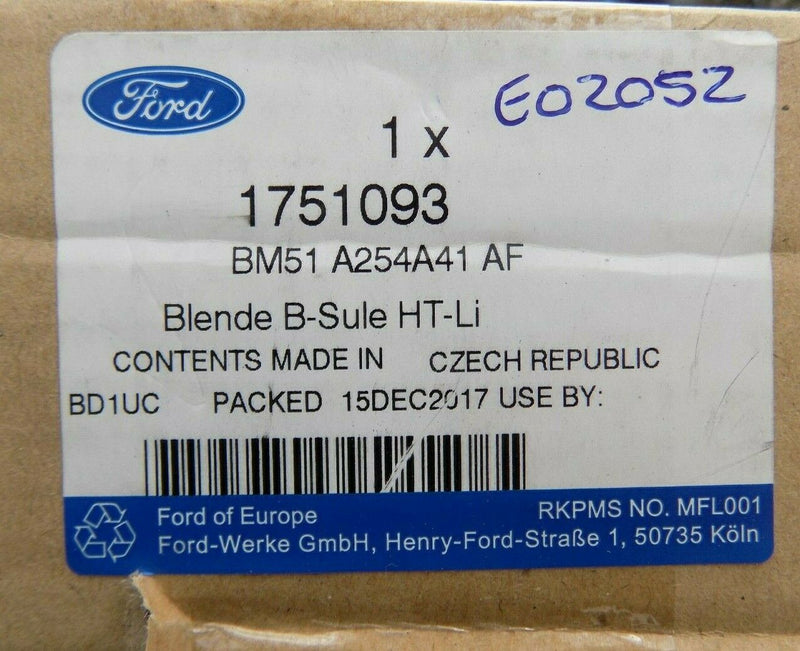 Ford
E02052
1 x
1751093
BM51 A254A41 AF
Blende B-Sule HT-Li
CONTENTS MADE IN CZECH REPUBLIC
BD1UC PACKED 15DEC2017 USE BY:
Ford of Europe RKPMS NO. MFL001
Ford-Werke GmbH, Henry-Ford-Straße 1, 50735 Köln